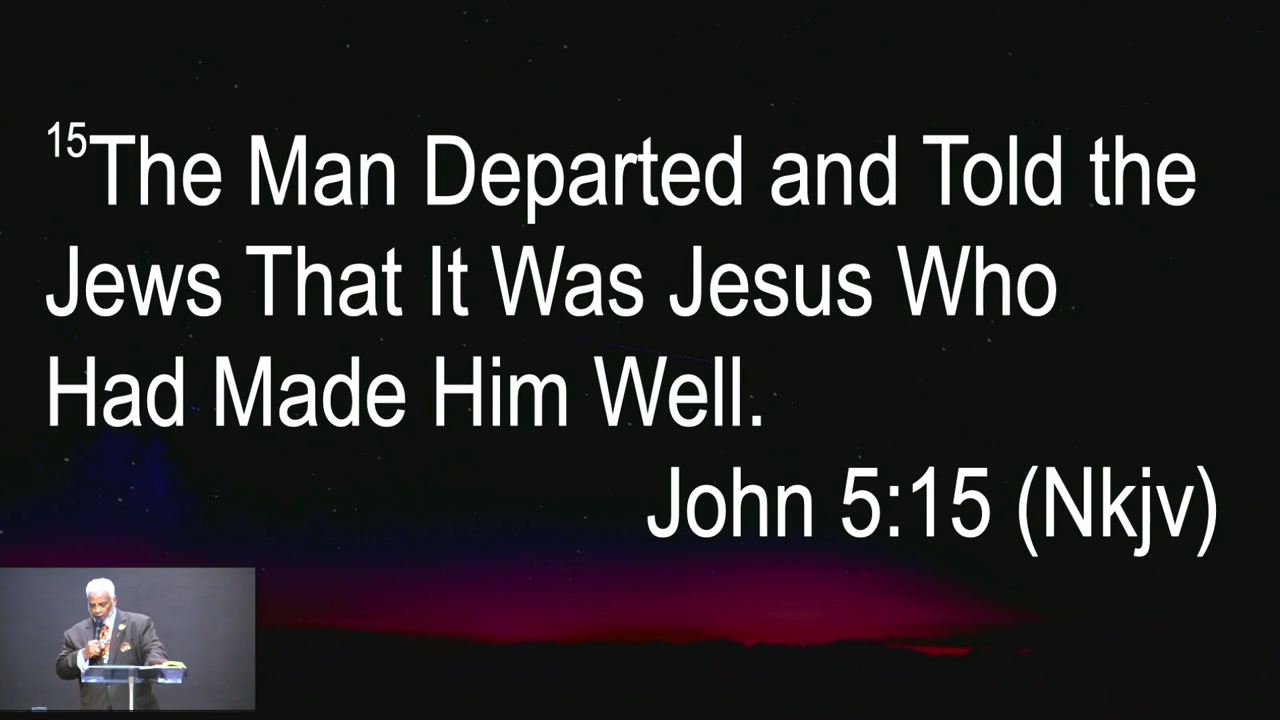 15The Man Departed and Told the
Jews That It Was Jesus Who
Had Made Him Well.
John 5:15 (Nkjv)